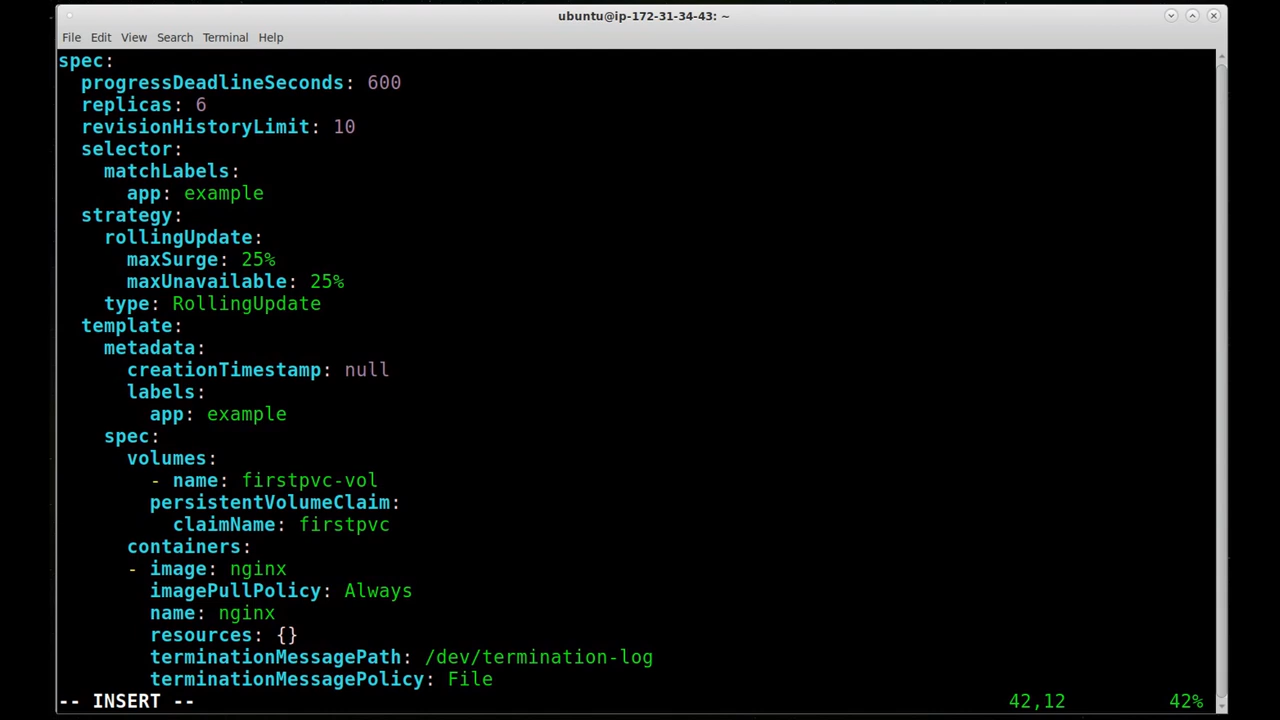 ubuntu@ip-172-31-34-43: ~
File Edit View Search Terminal Help
spec:
  progressDeadlineSeconds: 600
  replicas: 6
  revisionHistoryLimit: 10
  selector:
    matchLabels:
      app: example
  strategy:
    rollingUpdate:
      maxSurge: 25%
      maxUnavailable: 25%
    type: RollingUpdate
  template:
    metadata:
      creationTimestamp: null
      labels:
        app: example
    spec:
      volumes:
        - name: firstpvc-vol
        persistentVolumeClaim:
          claimName: firstpvc
      containers:
      - image: nginx
        imagePullPolicy: Always
        name: nginx
        resources: {}
        terminationMessagePath: /dev/termination-log
        terminationMessagePolicy: File
-- INSERT -- 42,12 42%